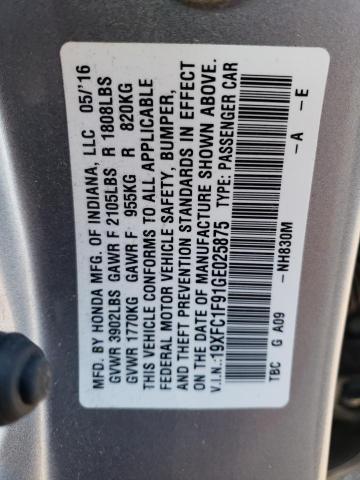 MFD. BY HONDA MFG. OF INDIANA, LLC 05/'16
GVWR 3902LBS GAWR F 2105LBS R 1808LBS
GVWR 1770KG GAWR F 955KG R 820KG
THIS VEHICLE CONFORMS TO ALL APPLICABLE
FEDERAL MOTOR VEHICLE SAFETY, BUMPER,
AND THEFT PREVENTION STANDARDS IN EFFECT
ON THE DATE OF MANUFACTURE SHOWN ABOVE.
V.I.N.:19XFC1F91GE025875 TYPE: PASSENGER CAR
-NH830M -A -E
TBC G A09